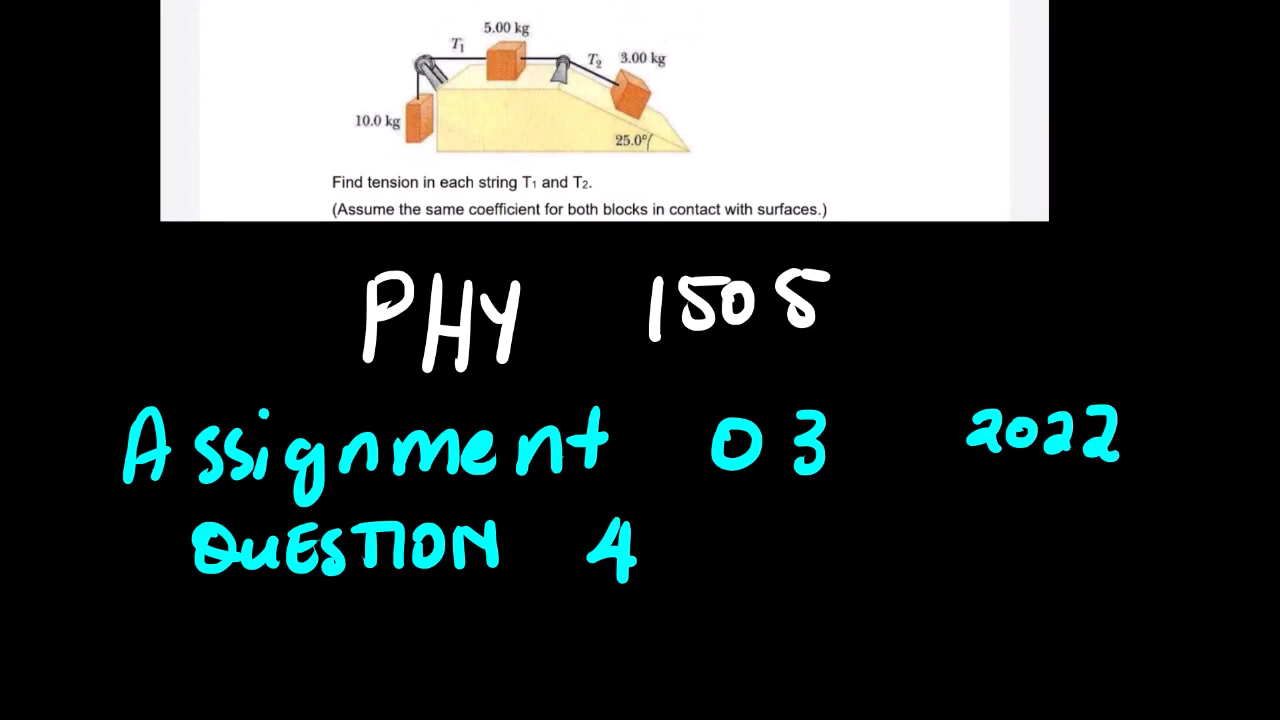 5.00 kg
T₁
T₂ 3.00 kg
10.0 kg
25.0°
Find tension in each string T₁ and T₂.
(Assume the same coefficient for both blocks in contact with surfaces.)
PHY 1505
Assignment 03 2022
QUESTION 4